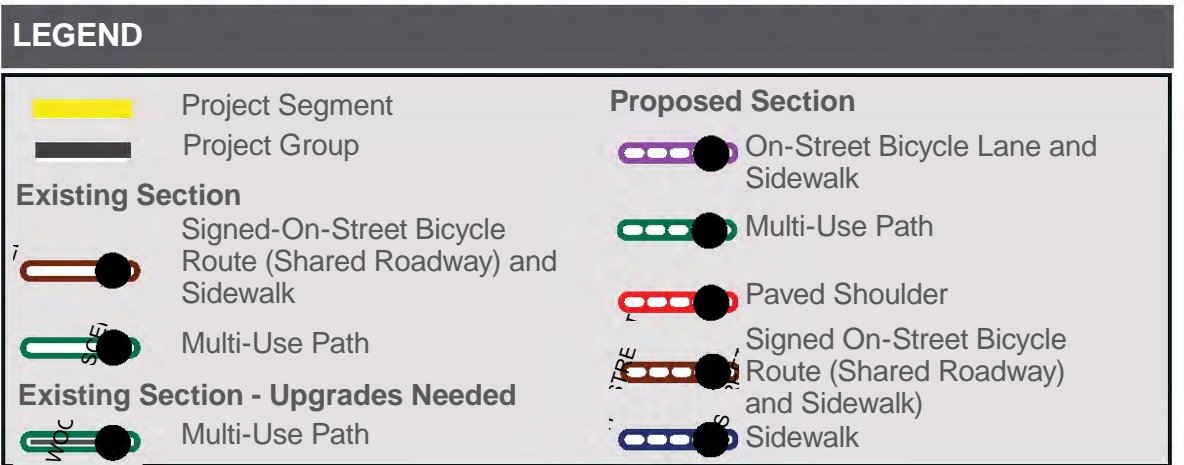 LEGEND
Project Segment
Project Group
Existing Section
Signed-On-Street Bicycle
Route (Shared Roadway) and
Sidewalk
Multi-Use Path
Existing Section - Upgrades Needed
Multi-Use Path
Proposed Section
On-Street Bicycle Lane and
Sidewalk
Multi-Use Path
Paved Shoulder
Signed On-Street Bicycle
Route (Shared Roadway)
and Sidewalk)
Sidewalk